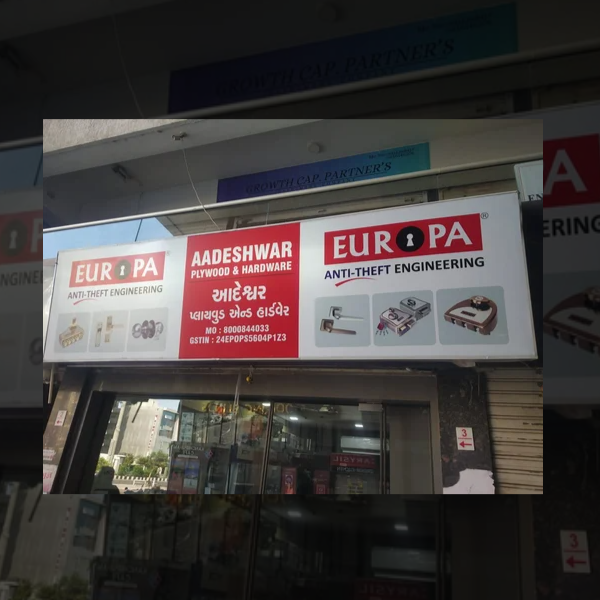 GROWTH CAP. PARTNER'S
EUROPA
ANTI-THEFT ENGINEERING
AADESHWAR
PLYWOOD & HARDWARE
આદેશ્વર
પ્લાયવુડ એન્ડ હાર્ડવેર
MO : 8000844033
GSTIN : 24EPOPS5604P1Z3
EUROPA®
ANTI-THEFT ENGINEERING
3